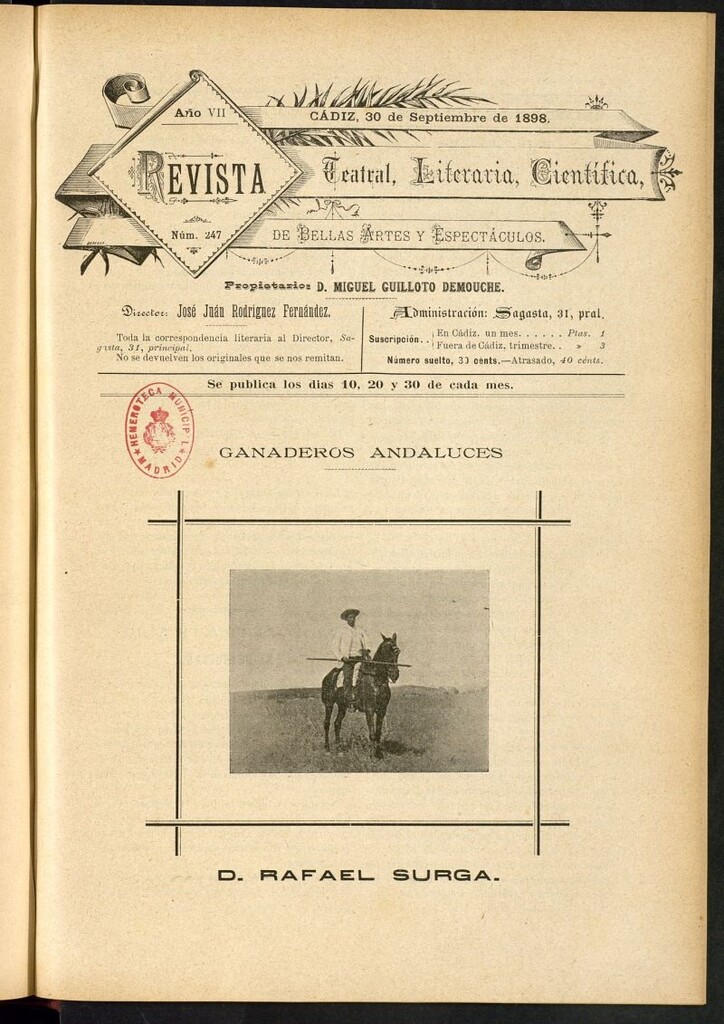 Año VII
CÁDIZ, 30 de Septiembre de 1898.
REVISTA
Teatral, Literaria, Científica,
Núm. 247
DE BELLAS ARTES Y ESPECTÁCULOS.
Propietario: D. MIGUEL GUILLOTO DEMOUCHE.
Director: José Juán Rodríguez Fernández.
Toda la correspondencia literaria al Director, Sa-
gasta, 31, principal.
No se devuelven los originales que se nos remitan.
Administración: Sagasta, 31, pral.
Suscripción. . { En Cádiz. un mes. . . . . . Ptas. 1
Fuera de Cádiz, trimestre. . » 3
Número suelto, 30 cénts.—Atrasado, 40 cénts.
Se publica los dias 10, 20 y 30 de cada mes.
HEMEROTECA MUNICIPAL
MADRID
GANADEROS ANDALUCES
D. RAFAEL SURGA.